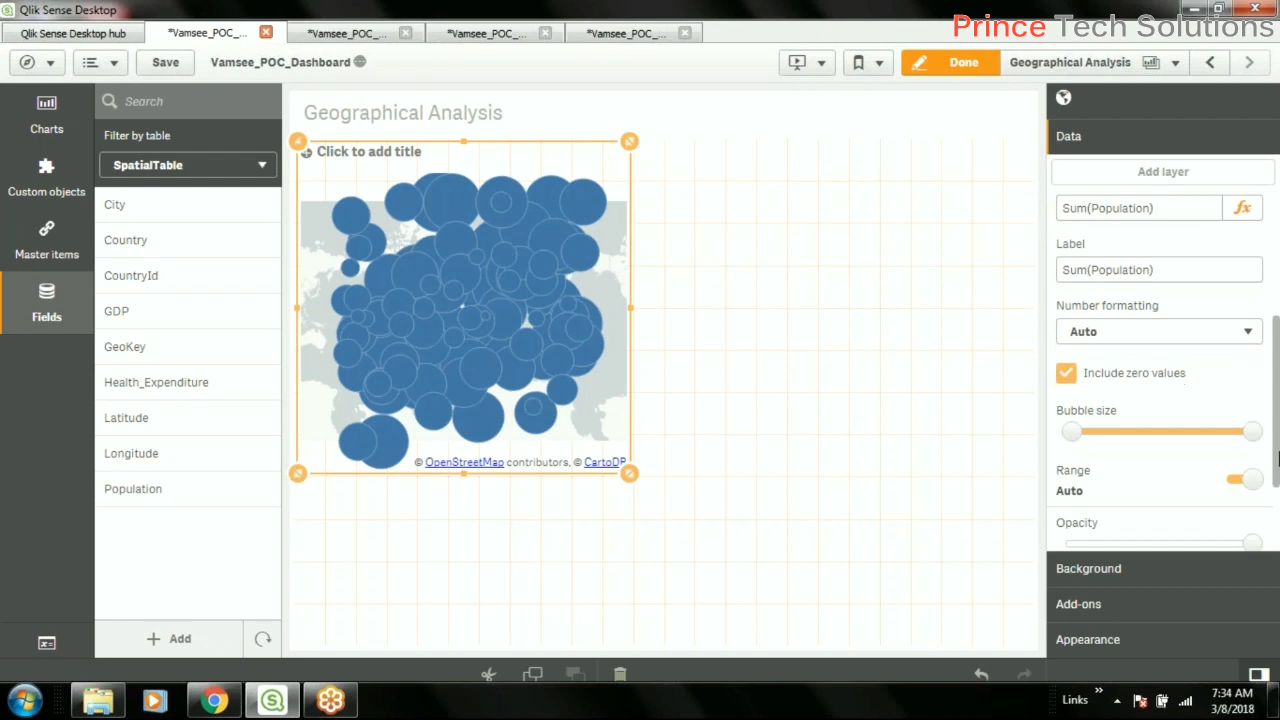 Qlik Sense Desktop
Prince Tech Solutions
Qlik Sense Desktop hub
*Vamsee_POC_...
*Vamsee_POC_...
*Vamsee_POC_...
*Vamsee_POC_...
Save
Vamsee_POC_Dashboard
Done
Geographical Analysis
Charts
Custom objects
Master items
Fields
Search
Filter by table
SpatialTable
City
Country
CountryId
GDP
GeoKey
Health_Expenditure
Latitude
Longitude
Population
Add
Geographical Analysis
Click to add title
© OpenStreetMap contributors, © CartoDB
Data
Add layer
Sum(Population)
Label
Sum(Population)
Number formatting
Auto
Include zero values
Bubble size
Range
Auto
Opacity
Background
Add-ons
Appearance
Links
7:34 AM
3/8/2018